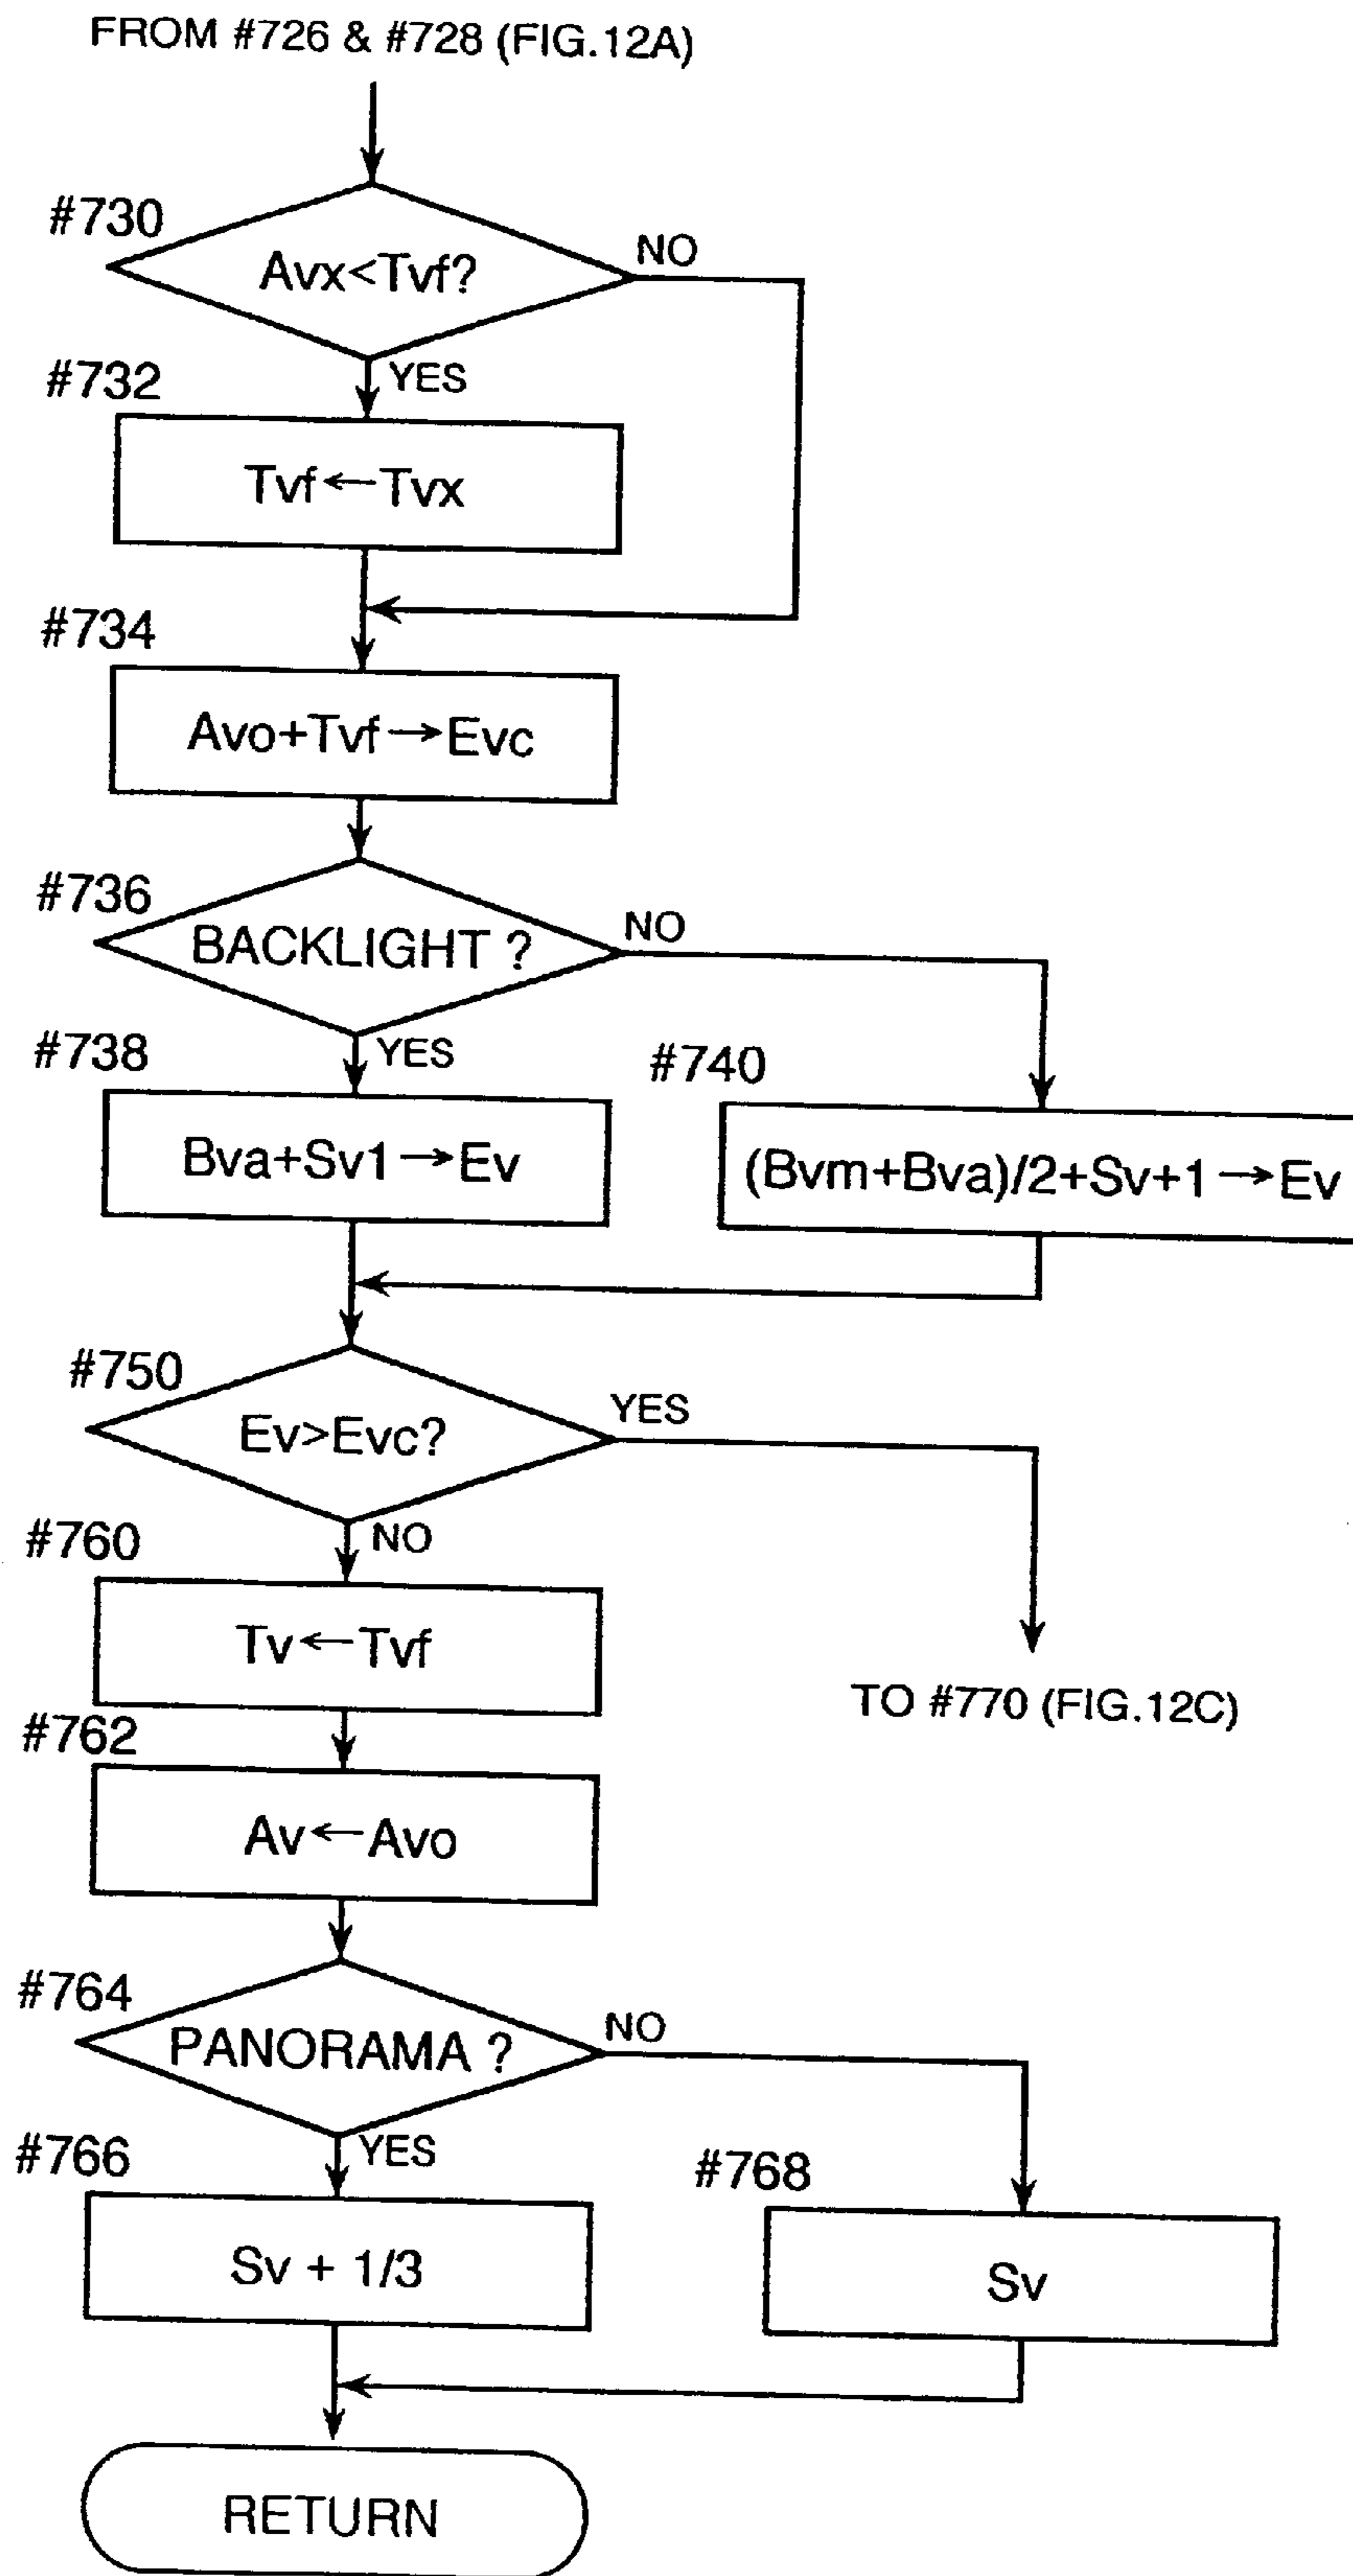 FROM #726 & #728 (FIG.12A)
#730
Avx<Tvf?
NO
YES
#732
Tvf←Tvx
#734
Avo+Tvf→Evc
#736
BACKLIGHT ?
NO
YES
#738
Bva+Sv1→Ev
#740
(Bvm+Bva)/2+Sv+1→Ev
#750
Ev>Evc?
YES
NO
#760
Tv←Tvf
TO #770 (FIG.12C)
#762
Av←Avo
#764
PANORAMA ?
NO
YES
#766
Sv + 1/3
#768
Sv
RETURN